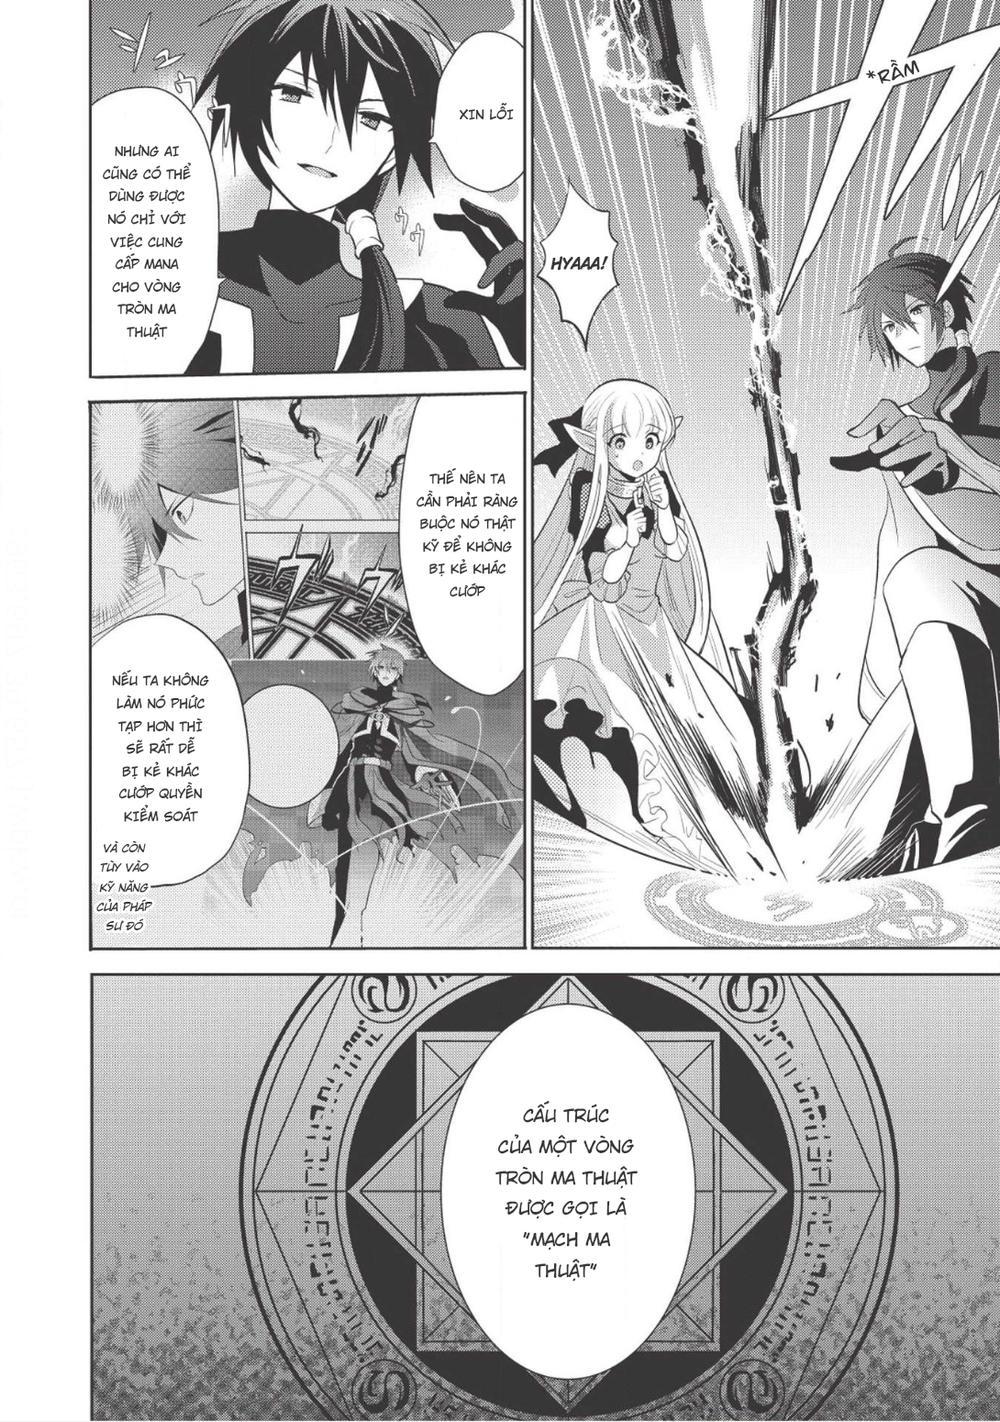 *RẦM
HYAAA!
XIN LỖI
NHƯNG AI
CŨNG CÓ THỂ
DÙNG ĐƯỢC
NÓ CHỈ VỚI
VIỆC CUNG
CẤP MANA
CHO VÒNG
TRÒN MA
THUẬT
THẾ NÊN TA
CẦN PHẢI RÀNG
BUỘC NÓ THẬT
KỸ ĐỂ KHÔNG
BỊ KẺ KHÁC
CƯỚP
NẾU TA KHÔNG
LÀM NÓ PHỨC
TẠP HƠN THÌ
SẼ RẤT DỄ
BỊ KẺ KHÁC
CƯỚP QUYỀN
KIỂM SOÁT
VÀ CÒN
TÙY VÀO
KỸ NĂNG
CỦA PHÁP
SƯ ĐÓ
CẤU TRÚC
CỦA MỘT VÒNG
TRÒN MA THUẬT
ĐƯỢC GỌI LÀ
"MẠCH MA
THUẬT"